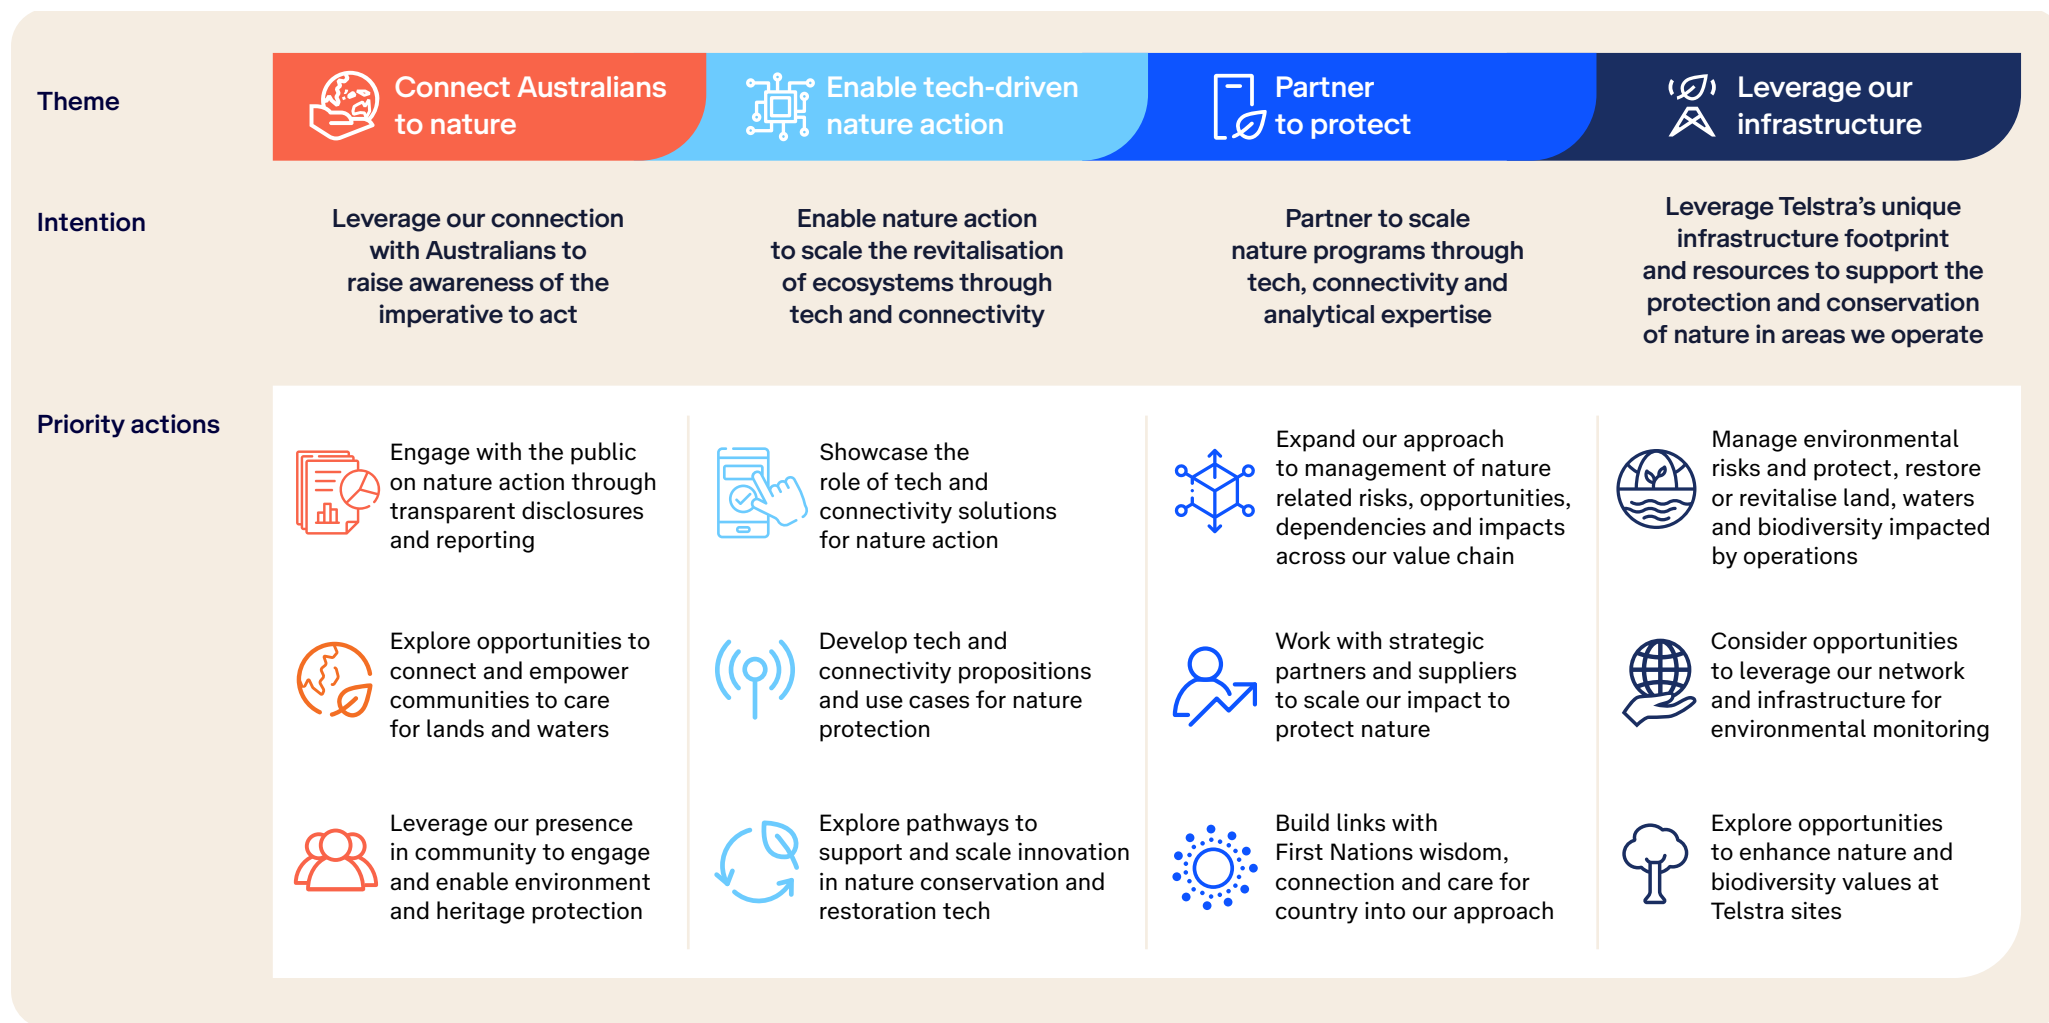 Theme
Connect Australians
to nature
Enable tech-driven
nature action
Partner
to protect
Leverage our
infrastructure
Intention
Leverage our connection
with Australians to
raise awareness of the
imperative to act
Enable nature action
to scale the revitalisation
of ecosystems through
tech and connectivity
Partner to scale
nature programs through
tech, connectivity and
analytical expertise
Leverage Telstra's unique
infrastructure footprint
and resources to support the
protection and conservation
of nature in areas we operate
Priority actions
Engage with the public
on nature action through
transparent disclosures
and reporting
Showcase the
role of tech and
connectivity solutions
for nature action
Expand our approach
to management of nature
related risks, opportunities,
dependencies and impacts
across our value chain
Manage environmental
risks and protect, restore
or revitalise land, waters
and biodiversity impacted
by operations
Explore opportunities to
connect and empower
communities to care
for lands and waters
Develop tech and
connectivity propositions
and use cases for nature
protection
Work with strategic
partners and suppliers
to scale our impact to
protect nature
Consider opportunities
to leverage our network
and infrastructure for
environmental monitoring
Leverage our presence
in community to engage
and enable environment
and heritage protection
Explore pathways to
support and scale innovation
in nature conservation and
restoration tech
Build links with
First Nations wisdom,
connection and care for
country into our approach
Explore opportunities
to enhance nature and
biodiversity values at
Telstra sites